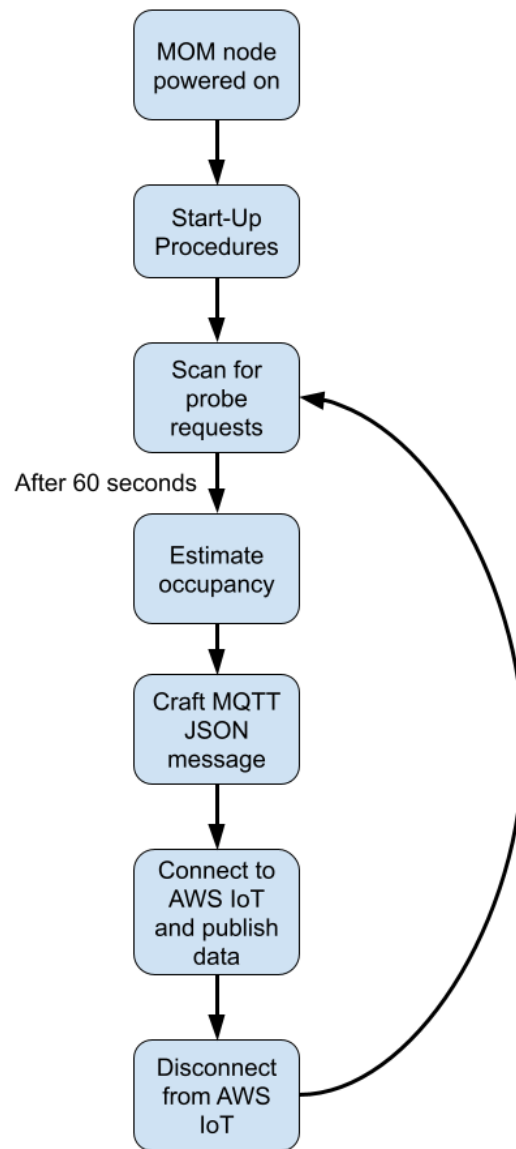 MOM node
powered on
Start-Up
Procedures
Scan for
probe
requests
After 60 seconds
Estimate
occupancy
Craft MQTT
JSON
message
Connect to
AWS IoT
and publish
data
Disconnect
from AWS
IoT